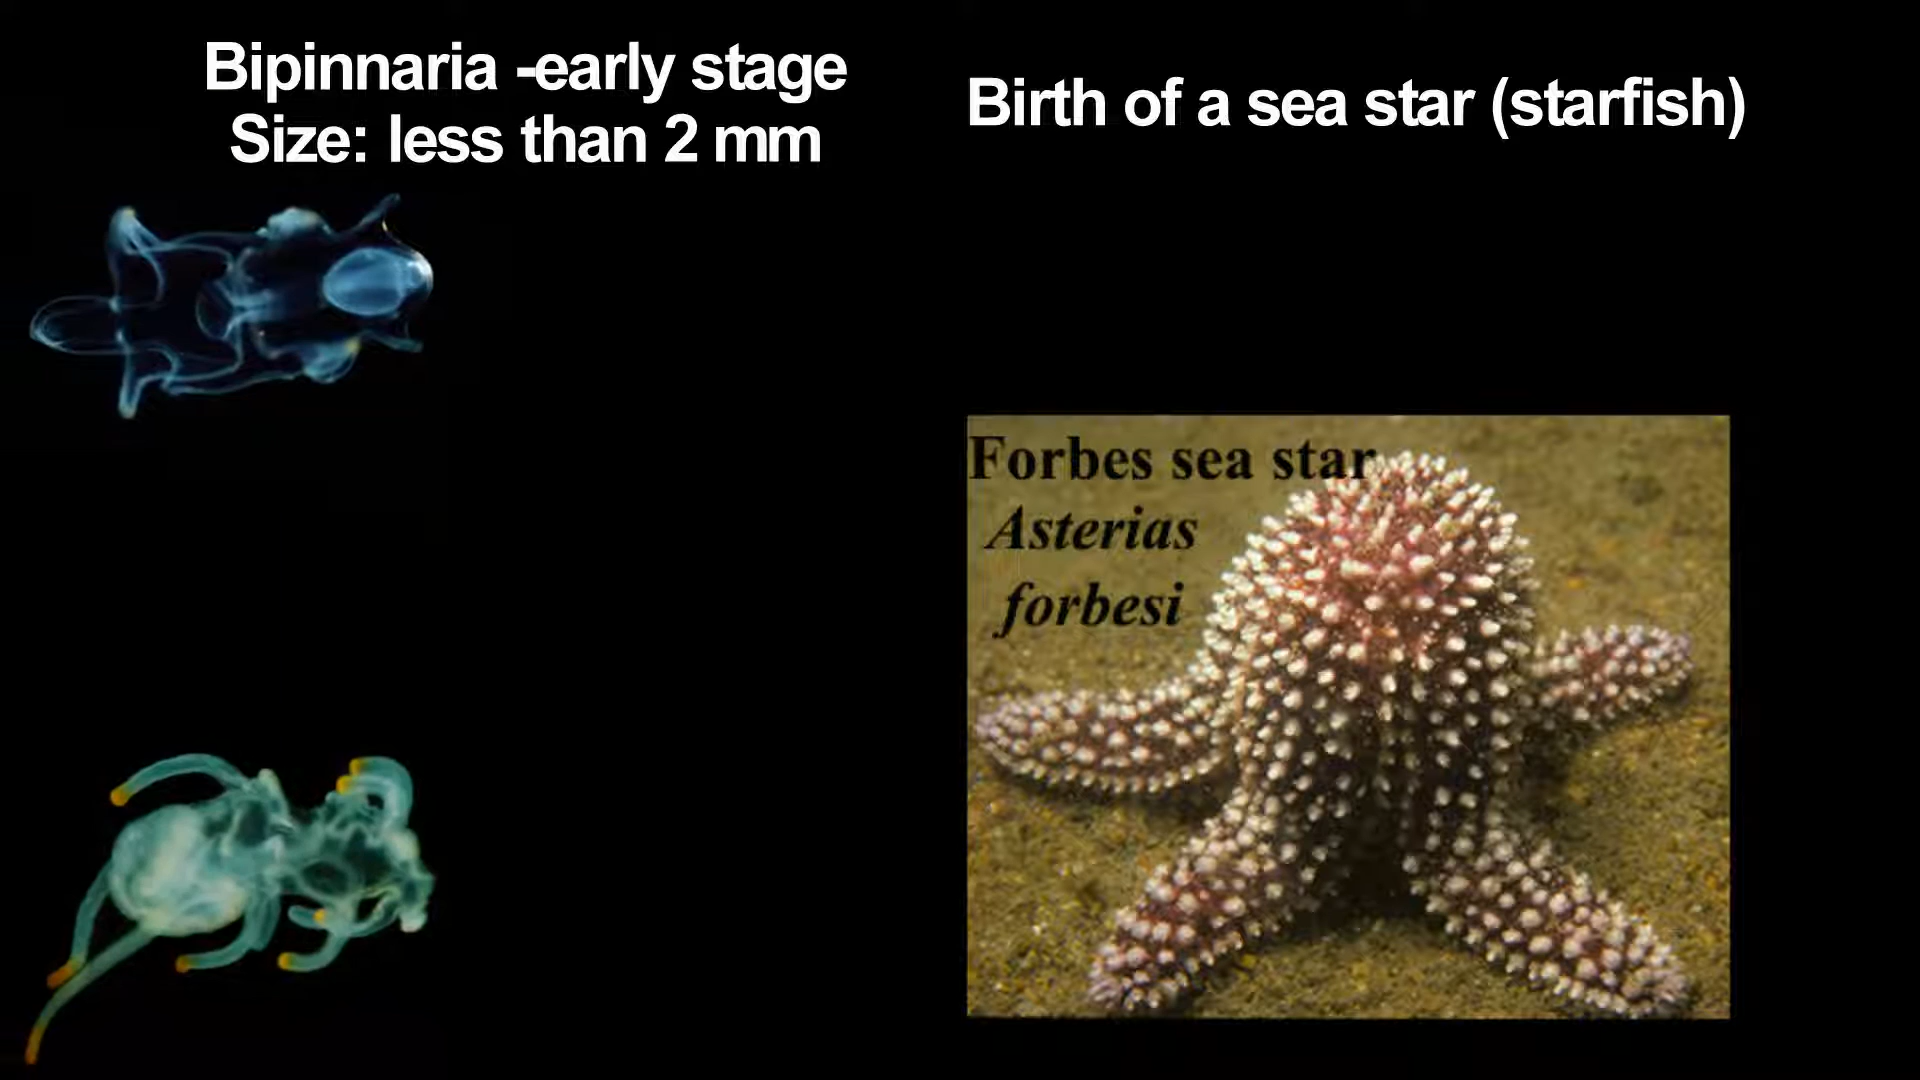 Bipinnaria -early stage
Size: less than 2 mm
Birth of a sea star (starfish)
Forbes sea star
Asterias
forbesi